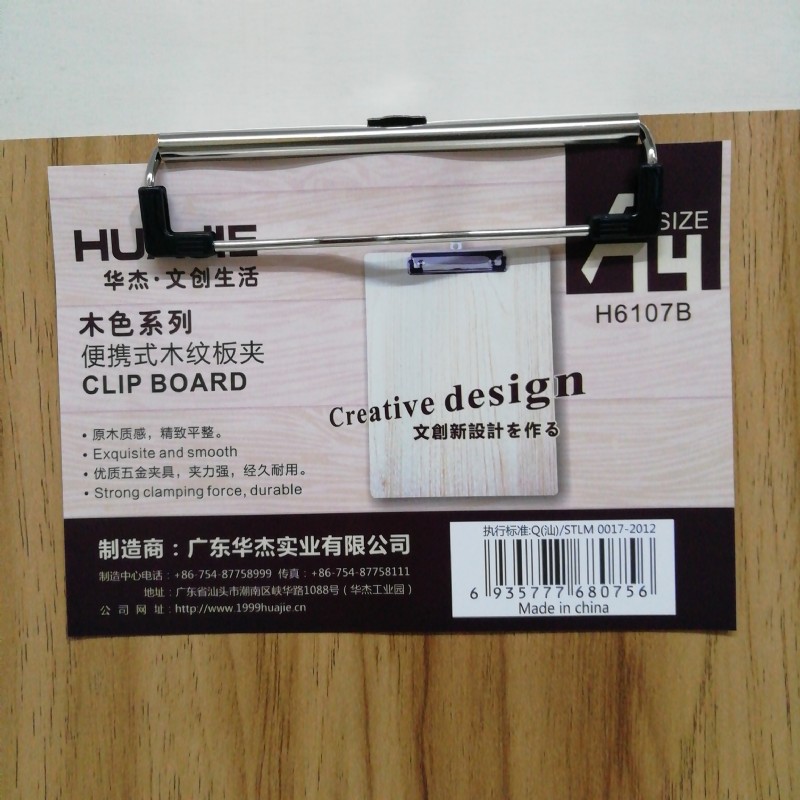 HUAJIE
华杰·文创生活
SIZE
A4
H6107B
木色系列
便携式木纹板夹
CLIP BOARD
• 原木质感，精致平整。
• Exquisite and smooth
• 优质五金夹具，夹力强，经久耐用。
• Strong clamping force, durable
Creative design
文創新設計を作る
制造商：广东华杰实业有限公司
制造中心电话：+86-754-87758999 传真：+86-754-87758111
地址：广东省汕头市潮南区峡华路1088号（华杰工业园）
公司网址：http://www.1999huajie.cn
执行标准:Q(汕)/STLM 0017-2012
6 935777 680756
Made in china